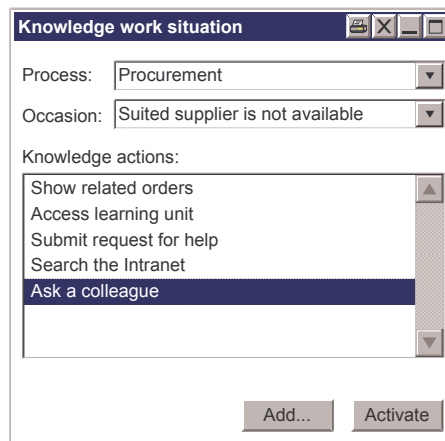 Knowledge work situation
Process: Procurement
Occasion: Suited supplier is not available
Knowledge actions:
Show related orders
Access learning unit
Submit request for help
Search the Intranet
Ask a colleague
Add... Activate